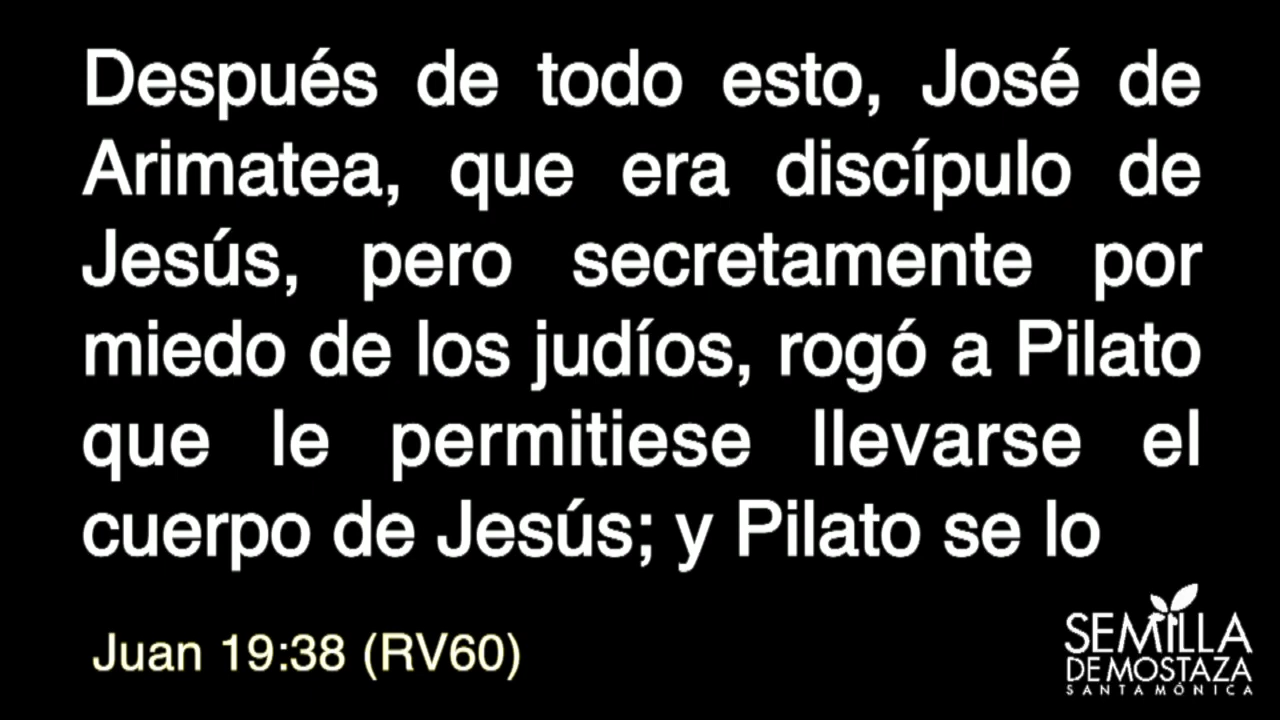 Después de todo esto, José de
Arimatea, que era discípulo de
Jesús, pero secretamente por
miedo de los judíos, rogó a Pilato
que le permitiese llevarse el
cuerpo de Jesús; y Pilato se lo
Juan 19:38 (RV60)
SEMILLA
DE MOSTAZA
SANTA MÓNICA